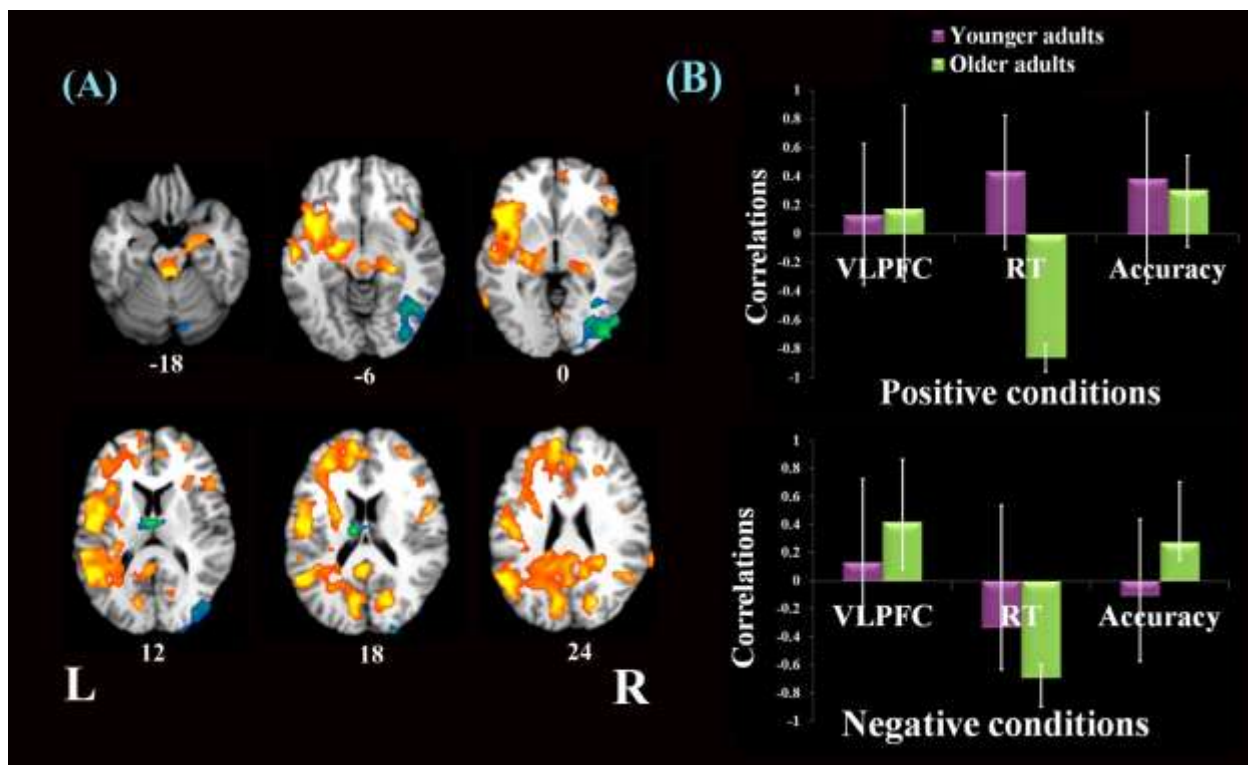 (A)
-18
-6
0
12
18
24
L
R
Younger adults
Older adults
(B)
1
0.8
0.6
0.4
0.2
0
-0.2
-0.4
-0.6
-0.8
-1
Correlations
VLPFC
RT
Accuracy
Positive conditions
1
0.8
0.6
0.4
0.2
0
-0.2
-0.4
-0.6
-0.8
-1
Correlations
VLPFC
RT
Accuracy
Negative conditions